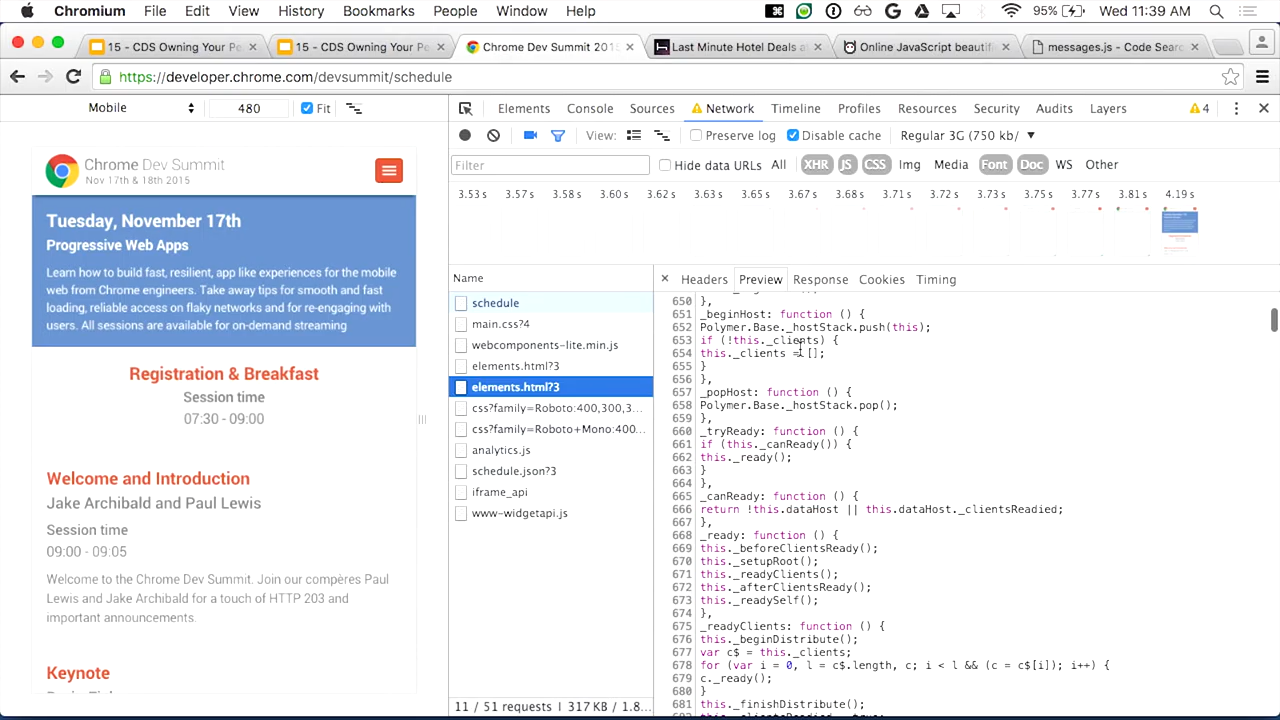 Chromium File Edit View History Bookmarks People Window Help 95% Wed 11:39 AM
15 - CDS Owning Your Pe 15 - CDS Owning Your Pe Chrome Dev Summit 201 Last Minute Hotel Deals Online JavaScript beautif messages.js - Code Searc
https://developer.chrome.com/devsummit/schedule
Mobile 480 Fit
Elements Console Sources Network Timeline Profiles Resources Security Audits Layers 4
View: Preserve log Disable cache Regular 3G (750 kb/
Filter Hide data URLs All XHR JS CSS Img Media Font Doc WS Other
3.53 s 3.57 s 3.58 s 3.60 s 3.62 s 3.63 s 3.65 s 3.67 s 3.68 s 3.71 s 3.72 s 3.75 s 3.77 s 3.81 s 4.19 s
Chrome Dev Summit
Nov 17th & 18th 2015
Tuesday, November 17th
Progressive Web Apps
Learn how to build fast, resilient, app like experiences for the mobile
web from Chrome engineers. Take away tips for smooth and fast
loading, reliable access on flaky networks and for re-engaging with
users. All sessions are available for on-demand streaming
Registration & Breakfast
Session time
07:30 - 09:00
Welcome and Introduction
Jake Archibald and Paul Lewis
Session time
09:00 - 09:05
Welcome to the Chrome Dev Summit. Join our compères Paul
Lewis and Jake Archibald for a touch of HTTP 203 and
important announcements.
Keynote
Name
schedule
main.css?4
webcomponents-lite.min.js
elements.html?3
elements.html?3
css?family=Roboto:400,300,3...
css?family=Roboto+Mono:400...
analytics.js
schedule.json?3
iframe_api
www-widgetapi.js
11 / 51 requests | 317 KB / 1.8...
Headers Preview Response Cookies Timing
650 },
651 _beginHost: function () {
652 Polymer.Base._hostStack.push(this);
653 if (!this._clients) {
654 this._clients = [];
655 }
656 },
657 _popHost: function () {
658 Polymer.Base._hostStack.pop();
659 },
660 _tryReady: function () {
661 if (this._canReady()) {
662 this._ready();
663 }
664 },
665 _canReady: function () {
666 return !this.dataHost || this.dataHost._clientsReadied;
667 },
668 _ready: function () {
669 this._beforeClientsReady();
670 this._setupRoot();
671 this._readyClients();
672 this._afterClientsReady();
673 this._readySelf();
674 },
675 _readyClients: function () {
676 this._beginDistribute();
677 var c$ = this._clients;
678 for (var i = 0, l = c$.length, c; i < l && (c = c$[i]); i++) {
679 c._ready();
680 }
681 this._finishDistribute();